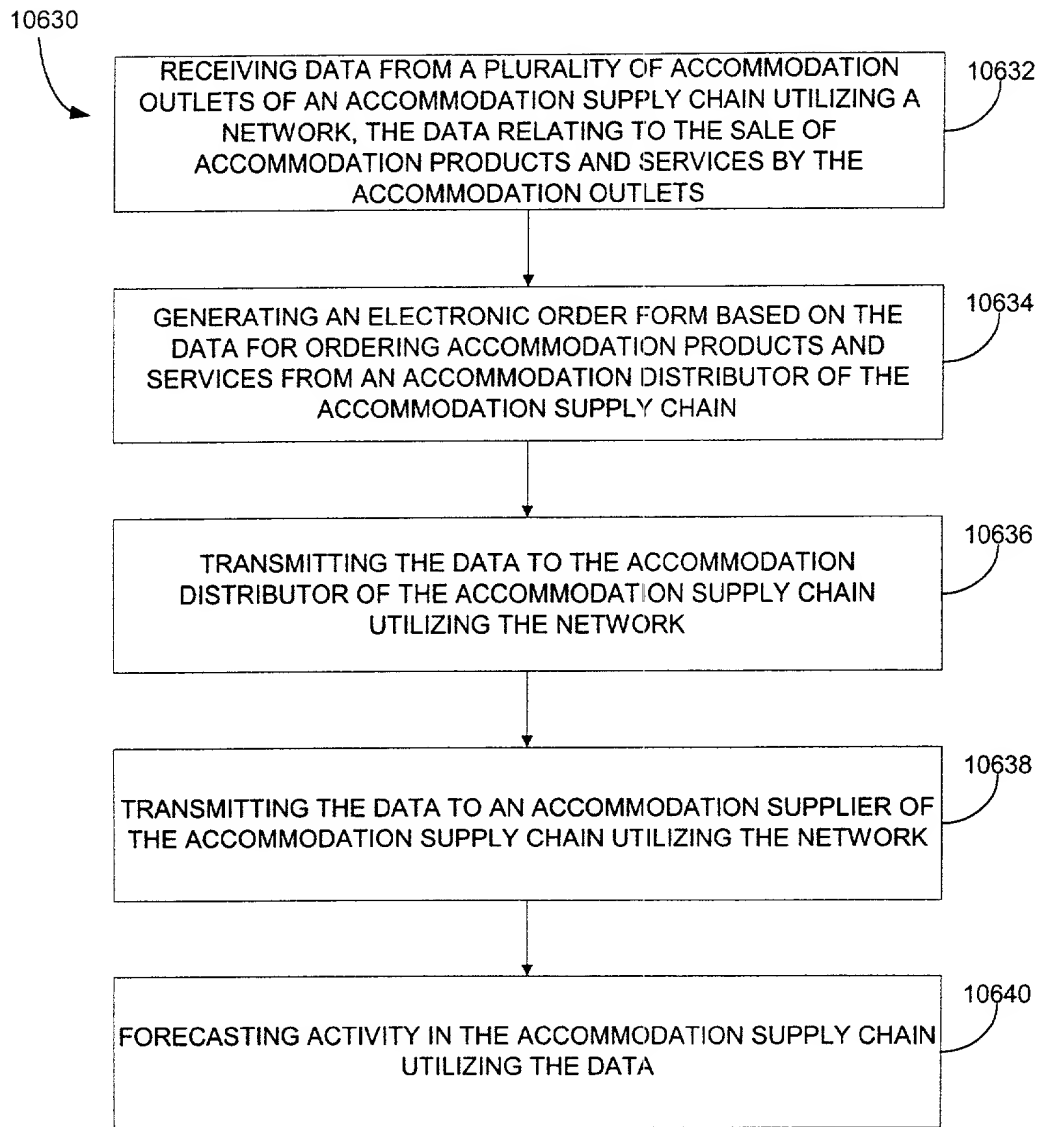 10630
RECEIVING DATA FROM A PLURALITY OF ACCOMMODATION
OUTLETS OF AN ACCOMMODATION SUPPLY CHAIN UTILIZING A
NETWORK, THE DATA RELATING TO THE SALE OF
ACCOMMODATION PRODUCTS AND SERVICES BY THE
ACCOMMODATION OUTLETS
10632
GENERATING AN ELECTRONIC ORDER FORM BASED ON THE
DATA FOR ORDERING ACCOMMODATION PRODUCTS AND
SERVICES FROM AN ACCOMMODATION DISTRIBUTOR OF THE
ACCOMMODATION SUPPLY CHAIN
10634
TRANSMITTING THE DATA TO THE ACCOMMODATION
DISTRIBUTOR OF THE ACCOMMODATION SUPPLY CHAIN
UTILIZING THE NETWORK
10636
TRANSMITTING THE DATA TO AN ACCOMMODATION SUPPLIER OF
THE ACCOMMODATION SUPPLY CHAIN UTILIZING THE NETWORK
10638
FORECASTING ACTIVITY IN THE ACCOMMODATION SUPPLY CHAIN
UTILIZING THE DATA
10640